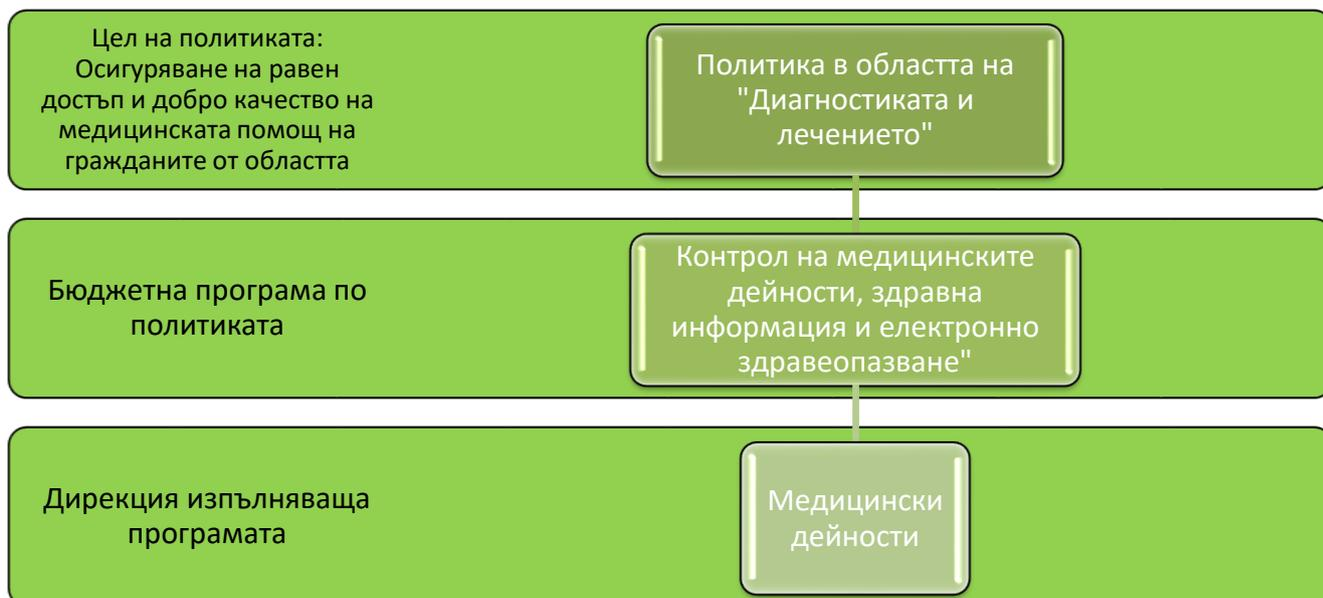 Цел на политиката:
Осигуряване на равен
достъп и добро качество на
медицинската помощ на
гражданите от областта
Политика в областта на
"Диагностиката и
лечението"
Бюджетна програма по
политиката
Контрол на медицинските
дейности, здравна
информация и електронно
здравеопазване"
Дирекция изпълняваща
програмата
Медицински
дейности